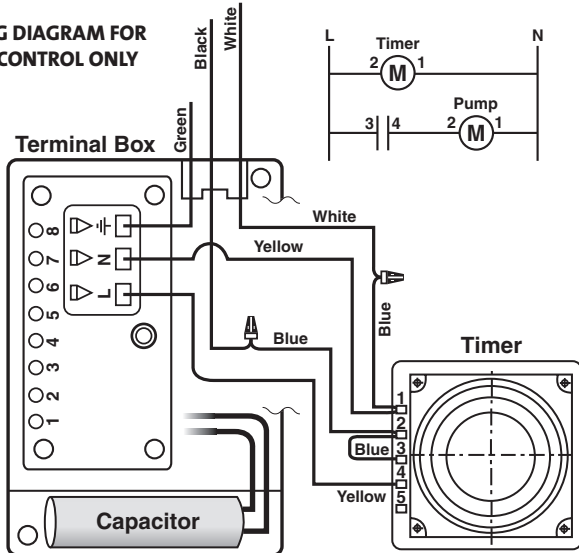 G DIAGRAM FOR
CONTROL ONLY
Black
White
Green
L
N
Timer
2 M 1
Pump
3 4 2 M 1
Terminal Box
8
7
6
5
4
3
2
1
N
L
White
Yellow
Blue
Blue
Timer
1
2
3
4
5
Blue
Yellow
Capacitor